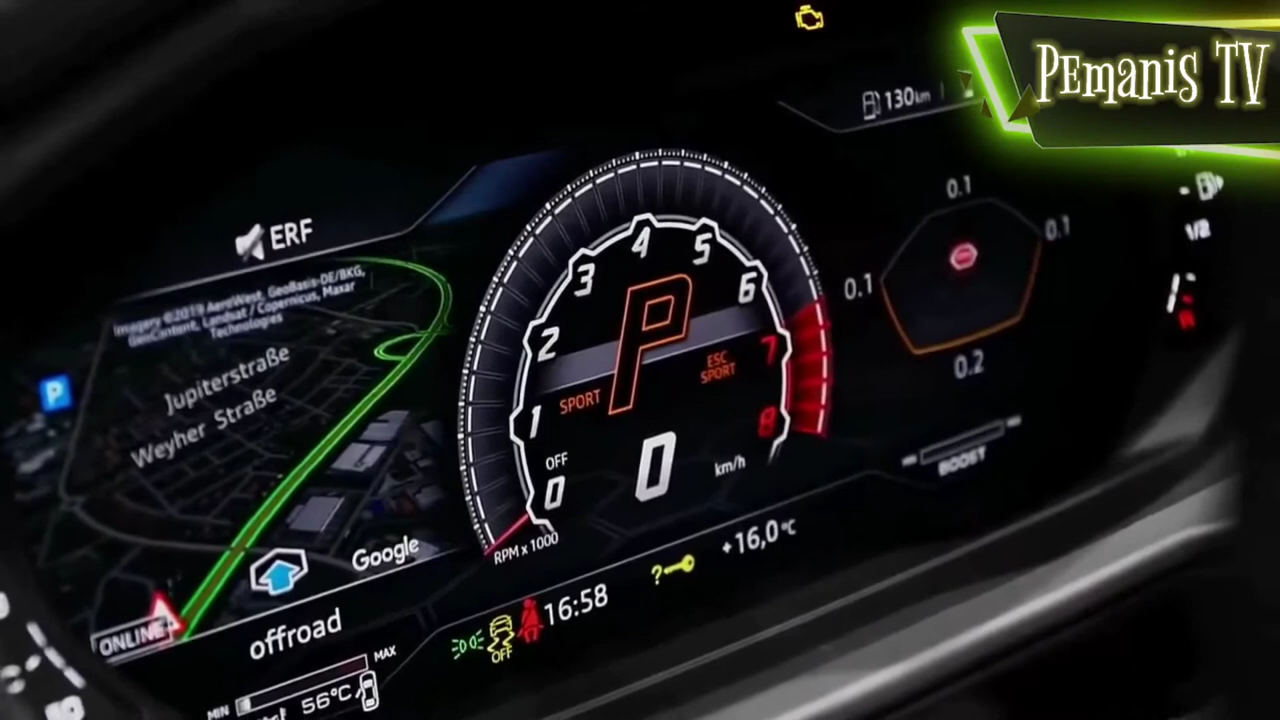 PEmanis TV
130km
ERF
Imagery ©2019 AeroWest, GeoBasis-DE/BKG,
GeoContent, Landsat / Copernicus, Maxar
Technologies
Jupiterstraße
Weyher Straße
P
Google
ONLINE
offroad
MIN
MAX
56°C
0
1
2
3
4
5
6
7
8
P
SPORT
ESC
SPORT
OFF
0
km/h
RPM x 1000
0.1
0.1
0.1
0.2
BOOST
+16,0°C
?
16:58
OFF
1/2